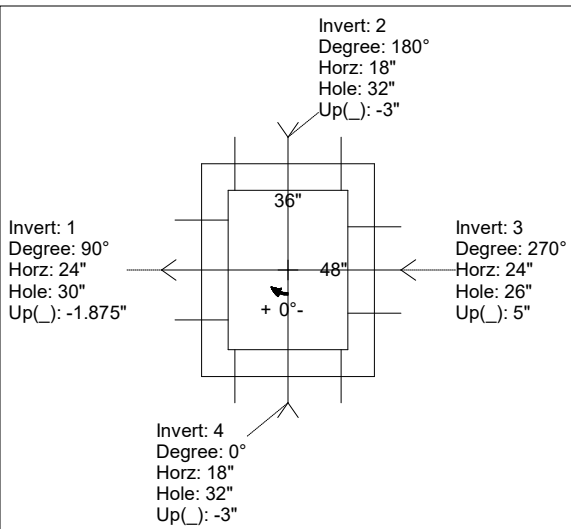 Invert: 2
Degree: 180°
Horz: 18"
Hole: 32"
Up(_): -3"
36"
Invert: 1
Degree: 90°
Horz: 24"
Hole: 30"
Up(_): -1.875"
48"
Invert: 3
Degree: 270°
Horz: 24"
Hole: 26"
Up(_): 5"
+ 0°-
Invert: 4
Degree: 0°
Horz: 18"
Hole: 32"
Up(_): -3"